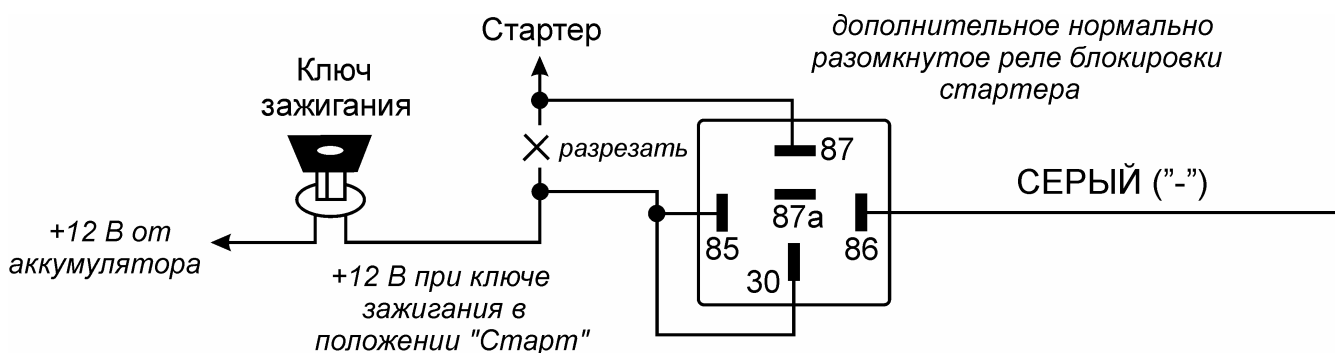 Стартер
дополнительное нормально
разомкнутое реле блокировки
стартера
Ключ
зажигания
разрезать
87
СЕРЫЙ ("-")
87а
85
86
30
+12 В от
аккумулятора
+12 В при ключе
зажигания в
положении "Старт"